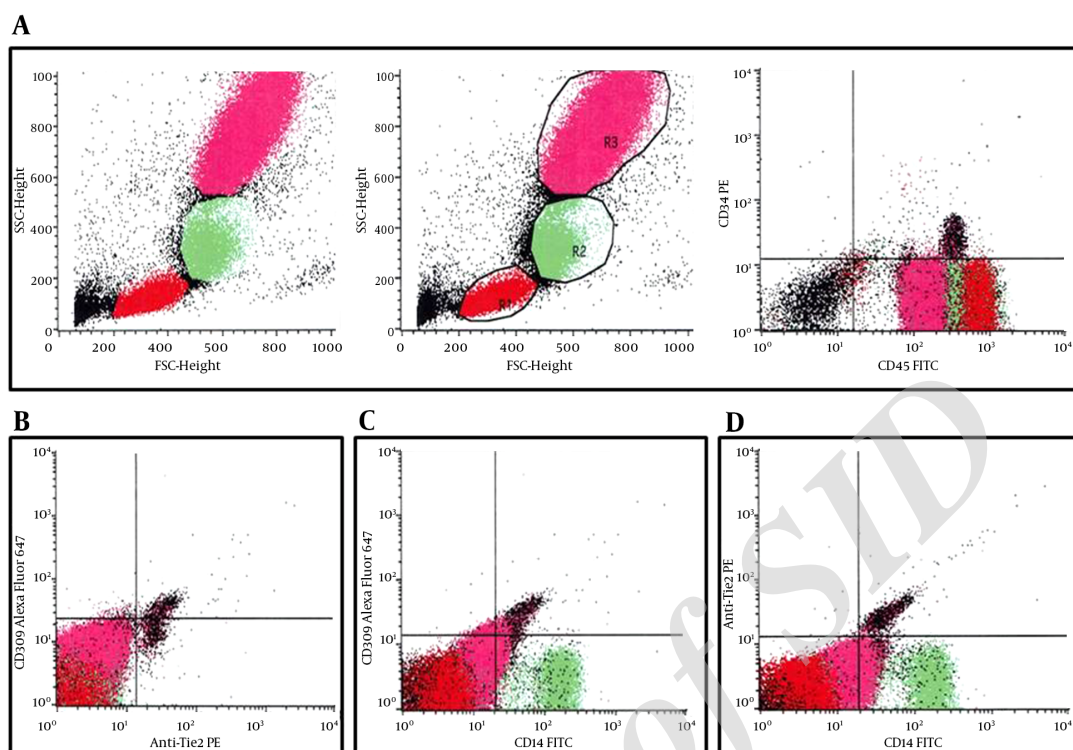 A
100
800
600
400
200
0
SSC-Height
0 200 400 500 800 1000
FSC-Height
100
800
600
400
200
0
SSC-Height
R3
R2
R1
0 200 400 500 800 1000
FSC-Height
10⁴
10³
10²
10¹
10⁰
CD34 PE
10⁰ 10¹ 10² 10³ 10⁴
CD45 FITC
B
10⁴
10³
10²
10¹
10⁰
CD309 Alexa Fluor 647
10¹ 10² 10³ 10⁴
Anti-Tie2 PE
C
10⁴
10³
10²
10¹
10⁰
CD309 Alexa Fluor 647
10⁰ 10¹ 10² 10³ 10⁴
CD14 FITC
D
10⁴
10³
10²
10¹
10⁰
Anti-Tie2 PE
10⁰ 10¹ 10² 10³ 10⁴
CD14 FITC
of SID